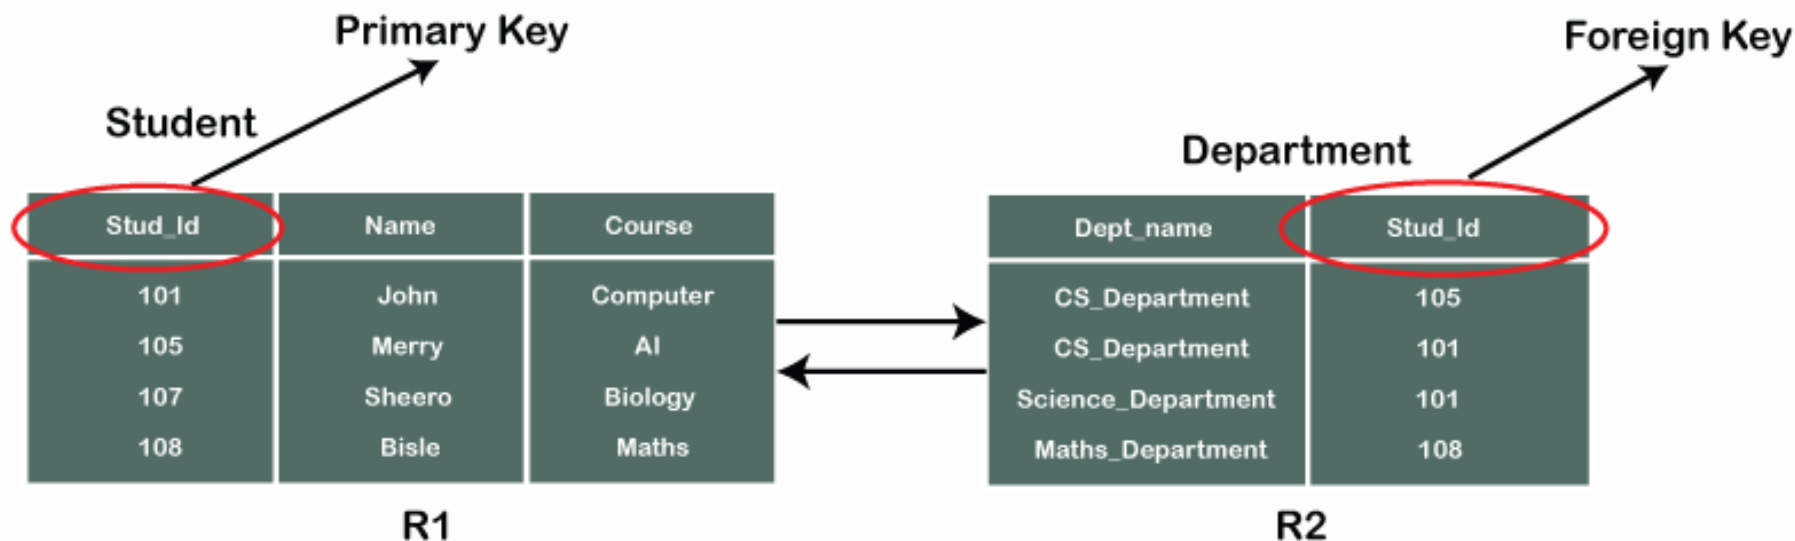 Primary Key
Foreign Key
Student
Department
Stud_Id Name Course
101 John Computer
105 Merry AI
107 Sheero Biology
108 Bisle Maths
R1
Dept_name Stud_Id
CS_Department 105
CS_Department 101
Science_Department 101
Maths_Department 108
R2